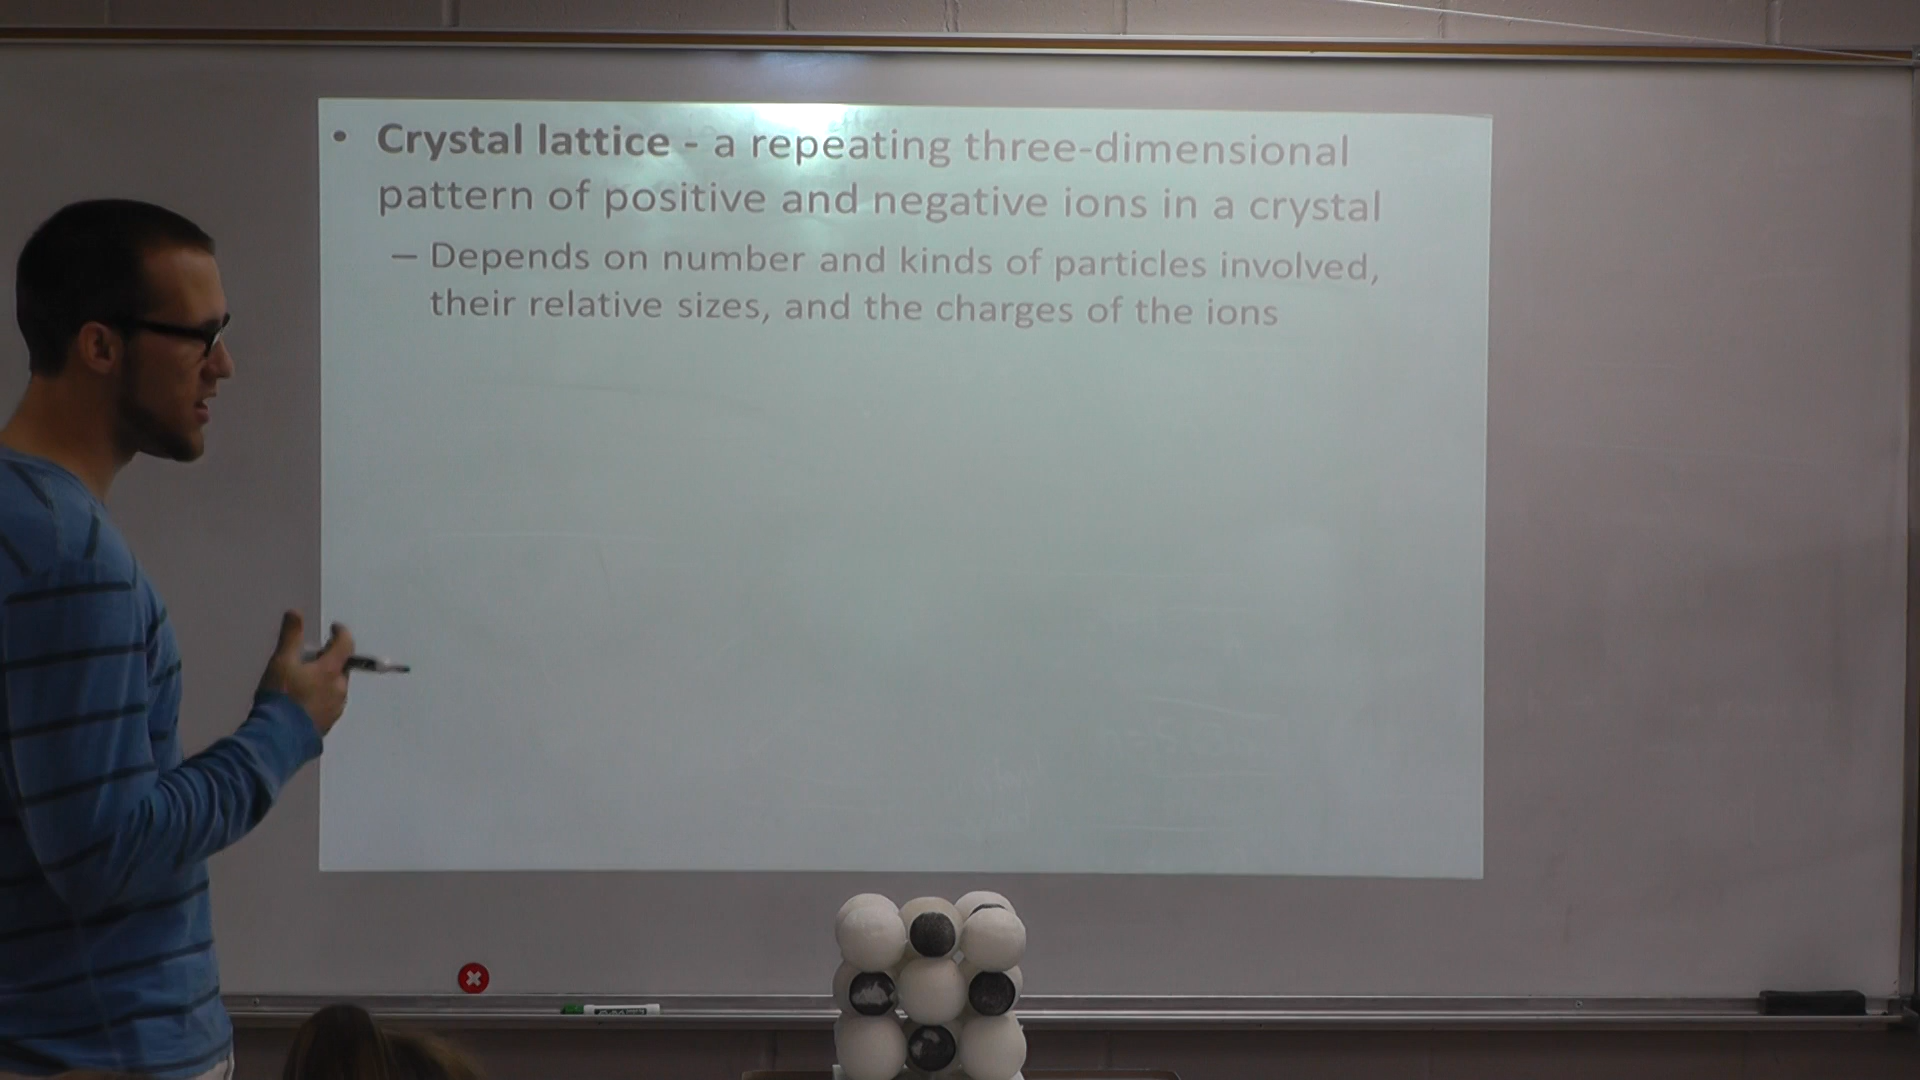 • Crystal lattice - a repeating three-dimensional
pattern of positive and negative ions in a crystal
– Depends on number and kinds of particles involved,
their relative sizes, and the charges of the ions